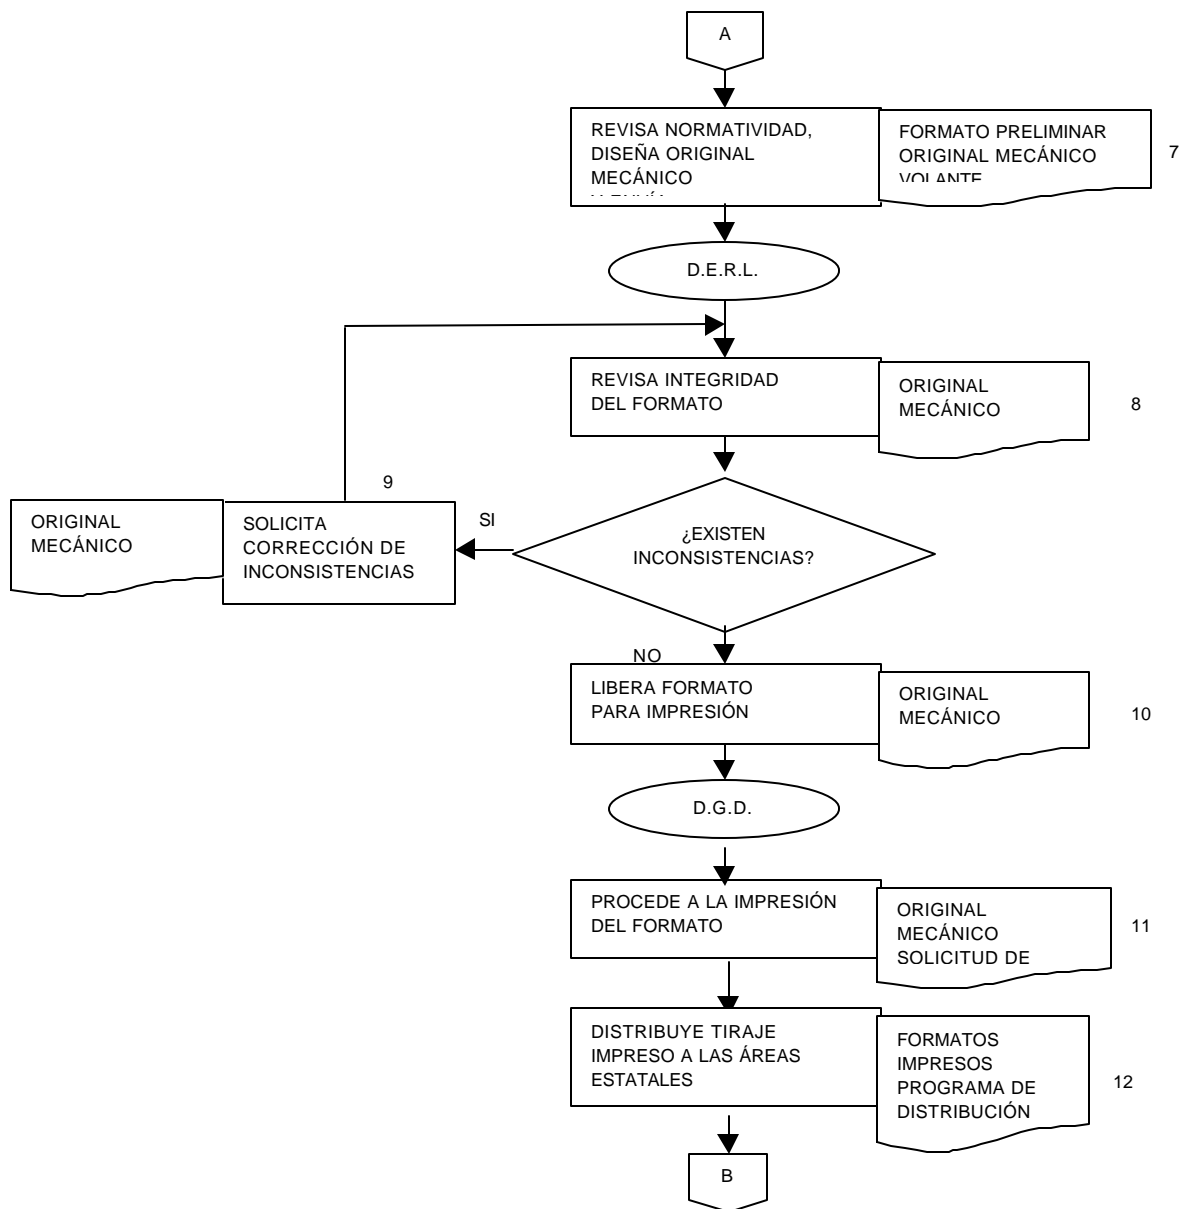 A
REVISA NORMATIVIDAD,
DISEÑA ORIGINAL
MECÁNICO
FORMATO PRELIMINAR
ORIGINAL MECÁNICO
VOLANTE
7
D.E.R.L.
REVISA INTEGRIDAD
DEL FORMATO
ORIGINAL
MECÁNICO
8
9
ORIGINAL
MECÁNICO
SOLICITA
CORRECCIÓN DE
INCONSISTENCIAS
SI
¿EXISTEN
INCONSISTENCIAS?
NO
LIBERA FORMATO
PARA IMPRESIÓN
ORIGINAL
MECÁNICO
10
D.G.D.
PROCEDE A LA IMPRESIÓN
DEL FORMATO
ORIGINAL
MECÁNICO
SOLICITUD DE
11
DISTRIBUYE TIRAJE
IMPRESO A LAS ÁREAS
ESTATALES
FORMATOS
IMPRESOS
PROGRAMA DE
DISTRIBUCIÓN
12
B